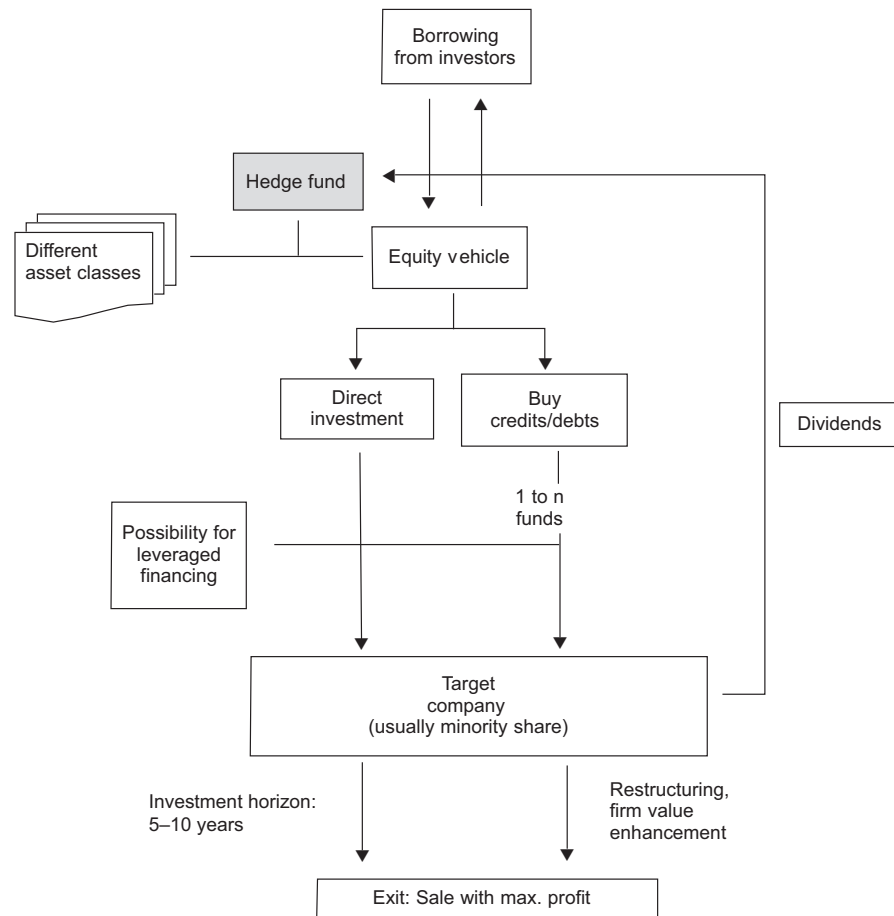 Borrowing
from investors
Hedge fund
Different
asset classes
Equity vehicle
Direct
investment
Buy
credits/debts
Dividends
1 to n
funds
Possibility for
leveraged
financing
Target
company
(usually minority share)
Investment horizon:
5–10 years
Restructuring,
firm value
enhancement
Exit: Sale with max. profit